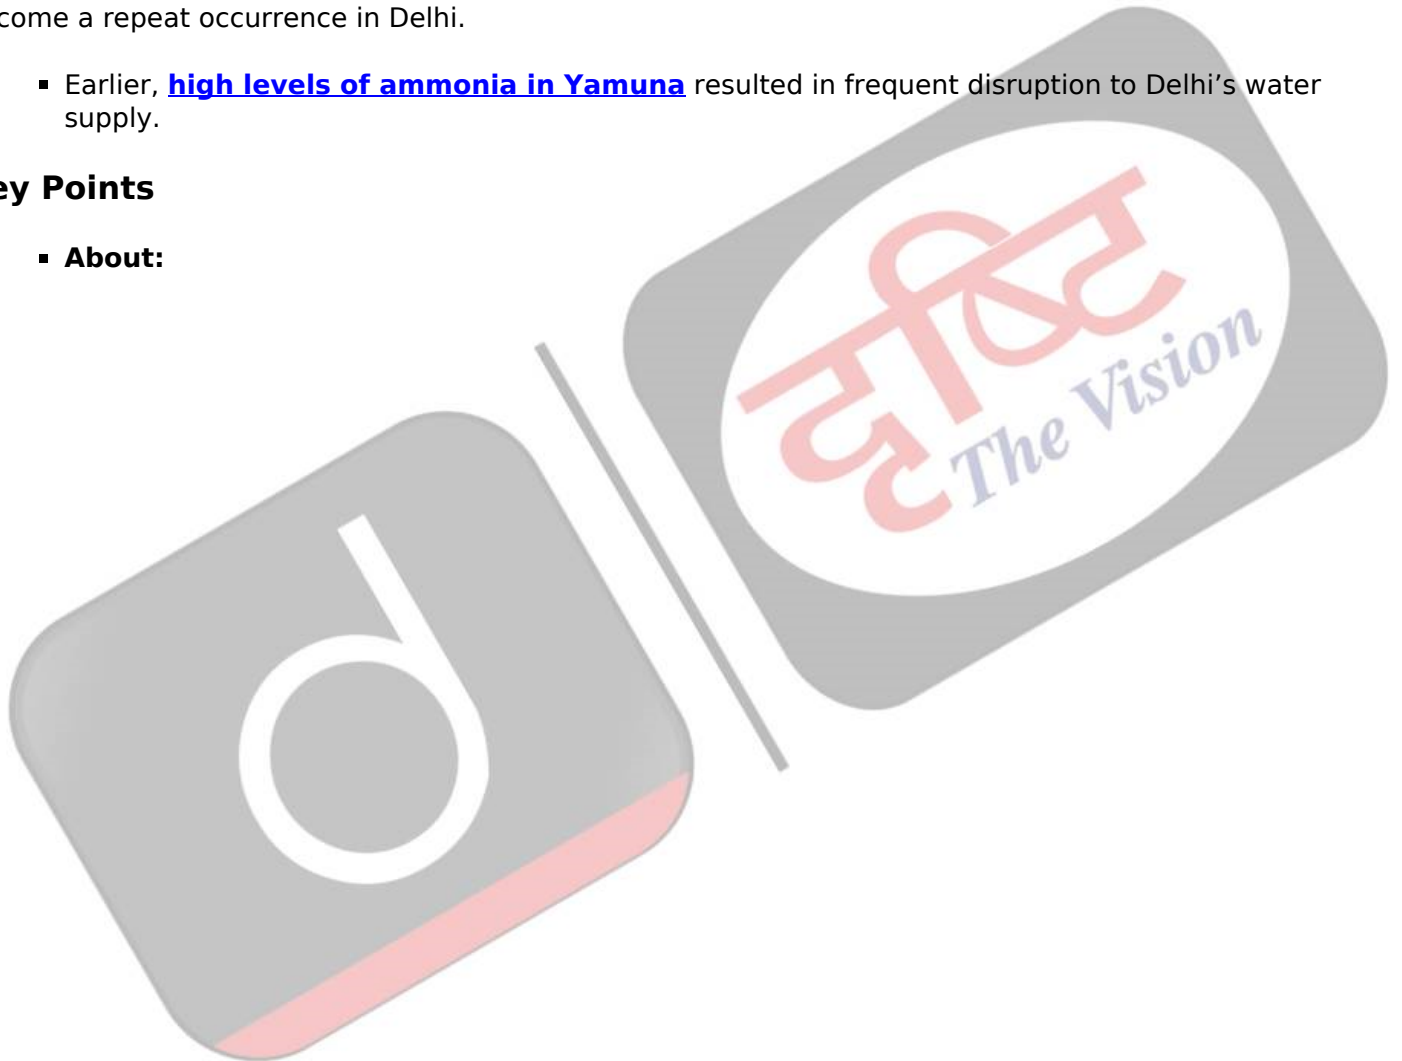 come a repeat occurrence in Delhi.
▪ Earlier, high levels of ammonia in Yamuna resulted in frequent disruption to Delhi’s water
supply.
ey Points
▪ About:
दृष्टि
The Vision
d